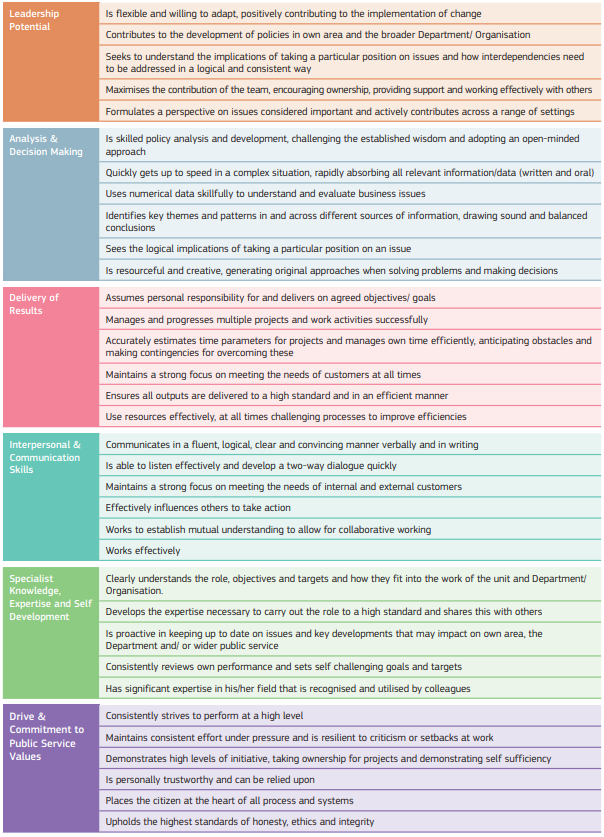 Leadership
Potential
Is flexible and willing to adapt, positively contributing to the implementation of change
Contributes to the development of policies in own area and the broader Department/ Organisation
Seeks to understand the implications of taking a particular position on issues and how interdependencies need
to be addressed in a logical and consistent way
Maximises the contribution of the team, encouraging ownership, providing support and working effectively with others
Formulates a perspective on issues considered important and actively contributes across a range of settings
Analysis &
Decision Making
Is skilled policy analysis and development, challenging the established wisdom and adopting an open-minded
approach
Quickly gets up to speed in a complex situation, rapidly absorbing all relevant information/data (written and oral)
Uses numerical data skillfully to understand and evaluate business issues
Identifies key themes and patterns in and across different sources of information, drawing sound and balanced
conclusions
Sees the logical implications of taking a particular position on an issue
Is resourceful and creative, generating original approaches when solving problems and making decisions
Delivery of
Results
Assumes personal responsibility for and delivers on agreed objectives/ goals
Manages and progresses multiple projects and work activities successfully
Accurately estimates time parameters for projects and manages own time efficiently, anticipating obstacles and
making contingencies for overcoming these
Maintains a strong focus on meeting the needs of customers at all times
Ensures all outputs are delivered to a high standard and in an efficient manner
Use resources effectively, at all times challenging processes to improve efficiencies
Interpersonal &
Communication
Skills
Communicates in a fluent, logical, clear and convincing manner verbally and in writing
Is able to listen effectively and develop a two-way dialogue quickly
Maintains a strong focus on meeting the needs of internal and external customers
Effectively influences others to take action
Works to establish mutual understanding to allow for collaborative working
Works effectively
Specialist
Knowledge,
Expertise and Self
Development
Clearly understands the role, objectives and targets and how they fit into the work of the unit and Department/
Organisation.
Develops the expertise necessary to carry out the role to a high standard and shares this with others
Is proactive in keeping up to date on issues and key developments that may impact on own area, the
Department and/ or wider public service
Consistently reviews own performance and sets self challenging goals and targets
Has significant expertise in his/her field that is recognised and utilised by colleagues
Drive &
Commitment to
Public Service
Values
Consistently strives to perform at a high level
Maintains consistent effort under pressure and is resilient to criticism or setbacks at work
Demonstrates high levels of initiative, taking ownership for projects and demonstrating self sufficiency
Is personally trustworthy and can be relied upon
Places the citizen at the heart of all process and systems
Upholds the highest standards of honesty, ethics and integrity